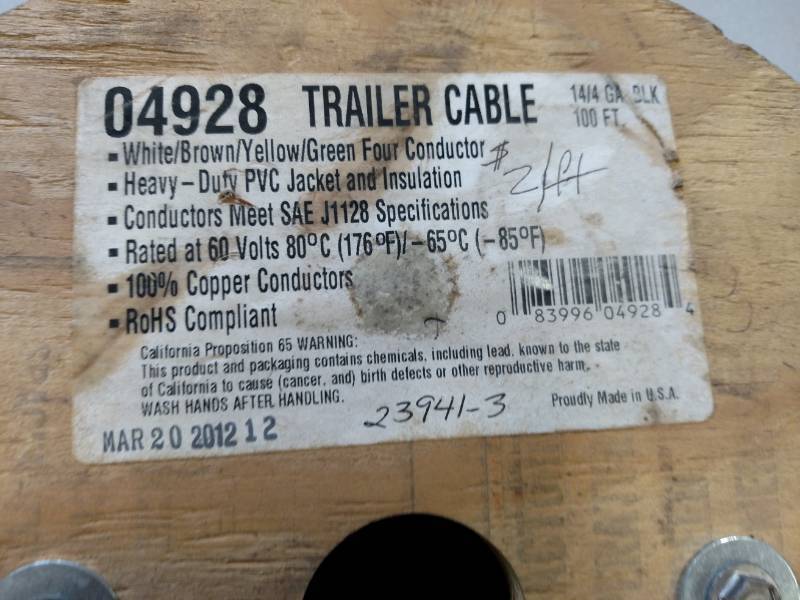 04928 TRAILER CABLE 14/4 GA BLK
100 FT.
▪ White/Brown/Yellow/Green Four Conductor
▪ Heavy-Duty PVC Jacket and Insulation
$2/ft
▪ Conductors Meet SAE J1128 Specifications
▪ Rated at 60 Volts 80°C (176°F)/-65°C (-85°F)
▪ 100% Copper Conductors
▪ RoHS Compliant
0 83996 04928 4
California Proposition 65 WARNING:
This product and packaging contains chemicals, including lead, known to the state
of California to cause (cancer, and) birth defects or other reproductive harm.
WASH HANDS AFTER HANDLING.
23941-3
Proudly Made in U.S.A.
MAR 20 2012 12